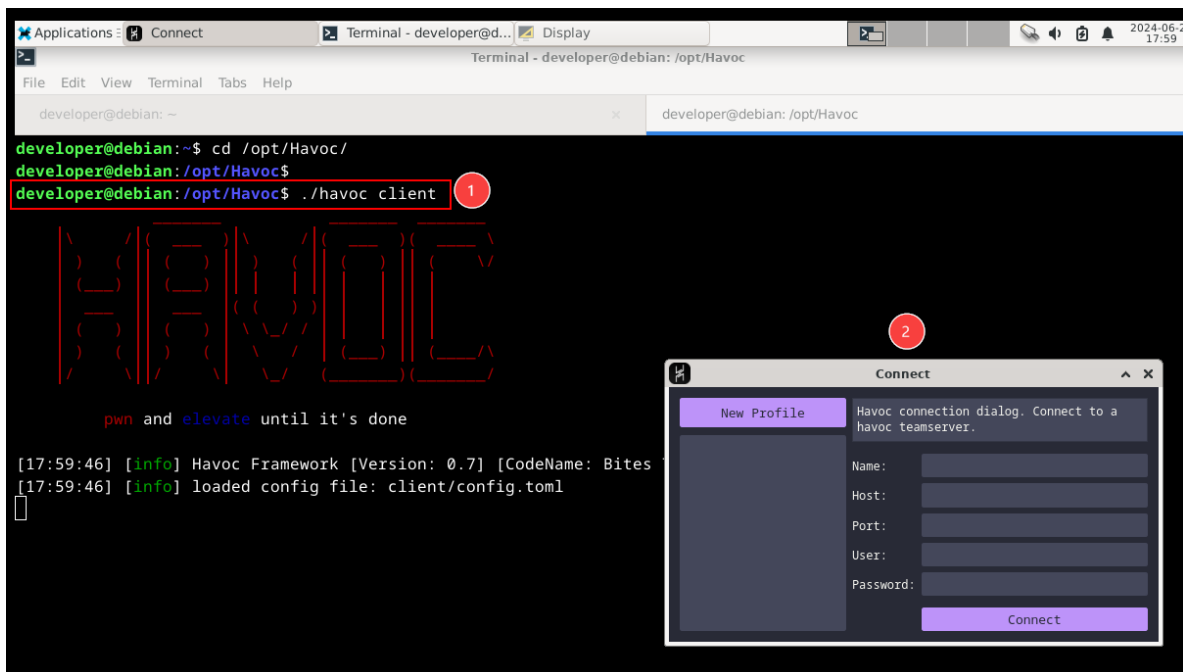 Applications
Connect
Terminal - developer@d...
Display
2024-06-2
17:59
Terminal - developer@debian: /opt/Havoc
File Edit View Terminal Tabs Help
developer@debian: ~
developer@debian: /opt/Havoc
developer@debian:~$ cd /opt/Havoc/
developer@debian:/opt/Havoc$
developer@debian:/opt/Havoc$ ./havoc client
1
HAVOC
pwn and elevate until it's done
[17:59:46] [info] Havoc Framework [Version: 0.7] [CodeName: Bites
[17:59:46] [info] loaded config file: client/config.toml
2
Connect
New Profile
Havoc connection dialog. Connect to a
havoc teamserver.
Name:
Host:
Port:
User:
Password:
Connect